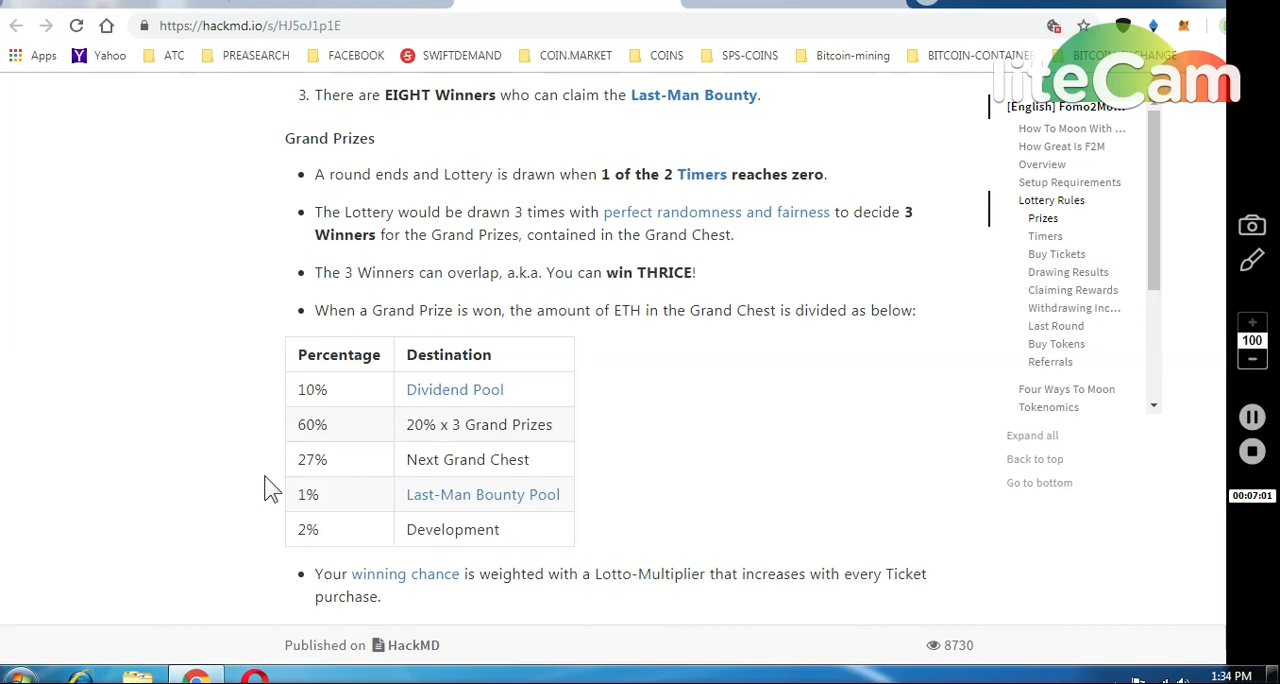 https://hackmd.io/s/HJ5oJ1p1E
Apps Yahoo ATC PREASEARCH FACEBOOK SWIFTDEMAND COIN.MARKET COINS SPS-COINS Bitcoin-mining BITCOIN-CONTAINE BITCOIN-EXCHANGE
liteCam
3. There are EIGHT Winners who can claim the Last-Man Bounty.
Grand Prizes
A round ends and Lottery is drawn when 1 of the 2 Timers reaches zero.
The Lottery would be drawn 3 times with perfect randomness and fairness to decide 3
Winners for the Grand Prizes, contained in the Grand Chest.
The 3 Winners can overlap, a.k.a. You can win THRICE!
When a Grand Prize is won, the amount of ETH in the Grand Chest is divided as below:
Percentage Destination
10% Dividend Pool
60% 20% x 3 Grand Prizes
27% Next Grand Chest
1% Last-Man Bounty Pool
2% Development
Your winning chance is weighted with a Lotto-Multiplier that increases with every Ticket
purchase.
Published on HackMD
8730
[English] Fomo2Mo...
How To Moon With ...
How Great Is F2M
Overview
Setup Requirements
Lottery Rules
Prizes
Timers
Buy Tickets
Drawing Results
Claiming Rewards
Withdrawing Inc...
Last Round
Buy Tokens
Referrals
Four Ways To Moon
Tokenomics
Expand all
Back to top
Go to bottom
100
00:07:01
1:34 PM